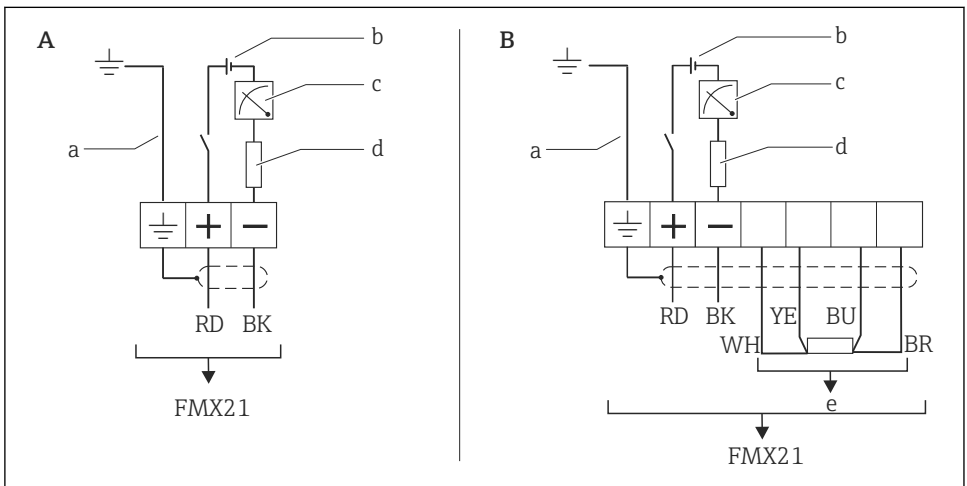 A
b
c
a
d
+ −
RD BK
FMX21
B
b
c
a
d
+ −
RD BK YE BU
WH BR
e
FMX21